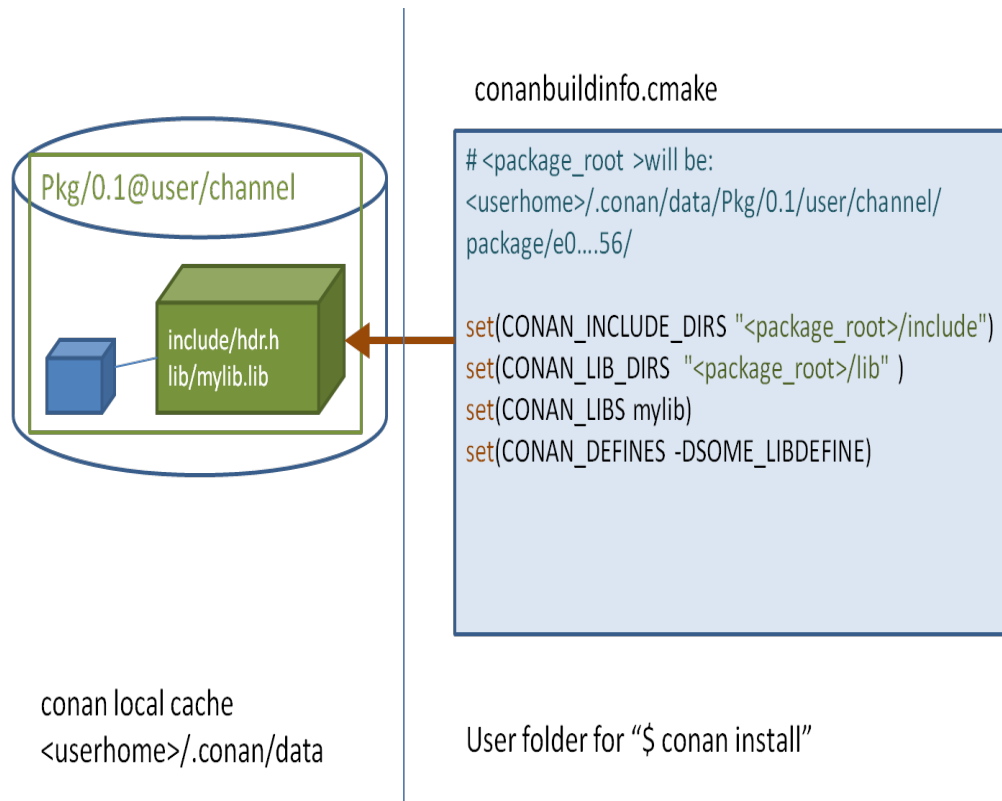 Pkg/0.1@user/channel
include/hdr.h
lib/mylib.lib
conan local cache
<userhome>/.conan/data
conanbuildinfo.cmake
# <package_root >will be:
<userhome>/.conan/data/Pkg/0.1/user/channel/
package/e0....56/
set(CONAN_INCLUDE_DIRS "<package_root>/include")
set(CONAN_LIB_DIRS "<package_root>/lib" )
set(CONAN_LIBS mylib)
set(CONAN_DEFINES -DSOME_LIBDEFINE)
User folder for “$ conan install”